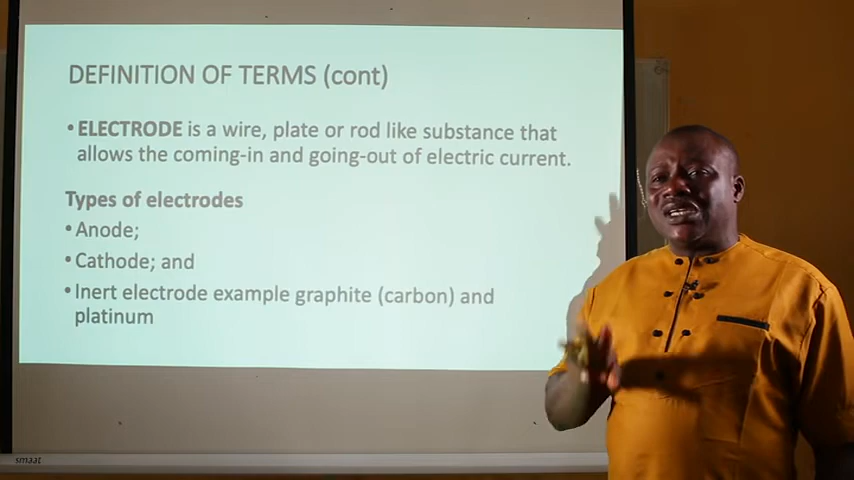 DEFINITION OF TERMS (cont)
•ELECTRODE is a wire, plate or rod like substance that
allows the coming-in and going-out of electric current.
Types of electrodes
•Anode;
•Cathode; and
•Inert electrode example graphite (carbon) and
platinum
smaat